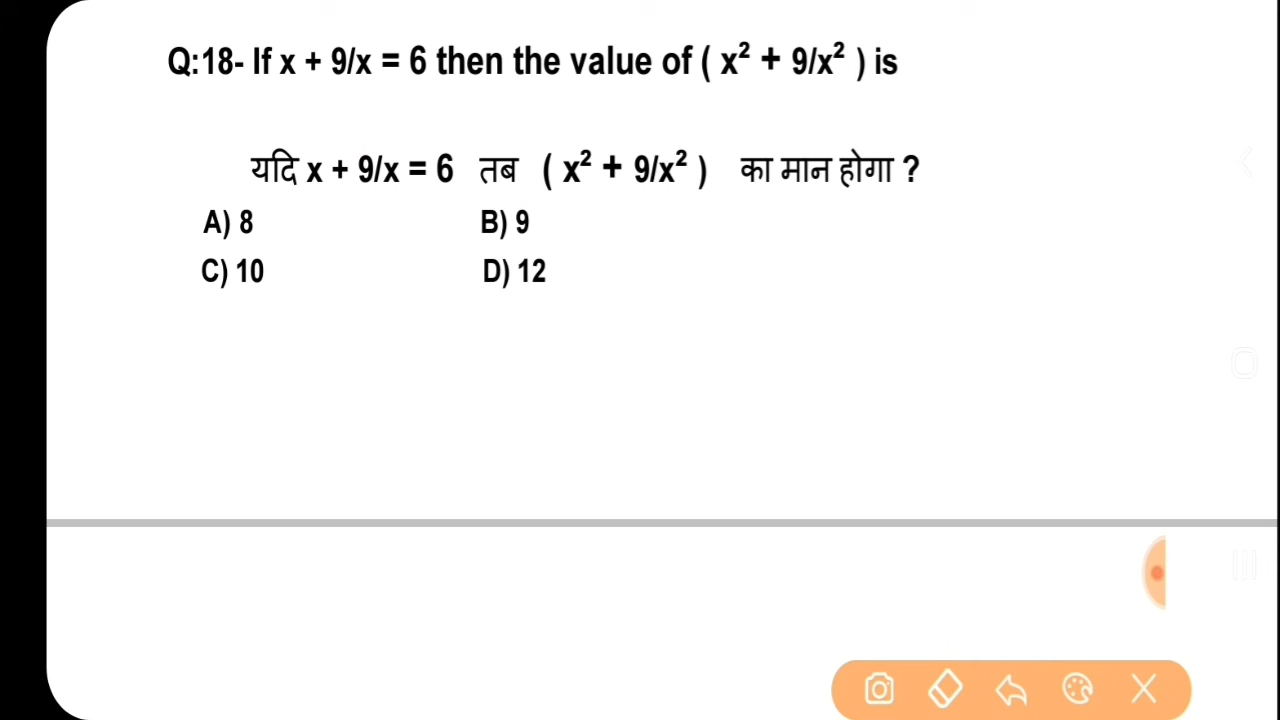 Q:18- If x + 9/x = 6 then the value of ( x² + 9/x² ) is
यदि x + 9/x = 6 तब ( x² + 9/x² ) का मान होगा ?
A) 8 B) 9
C) 10 D) 12